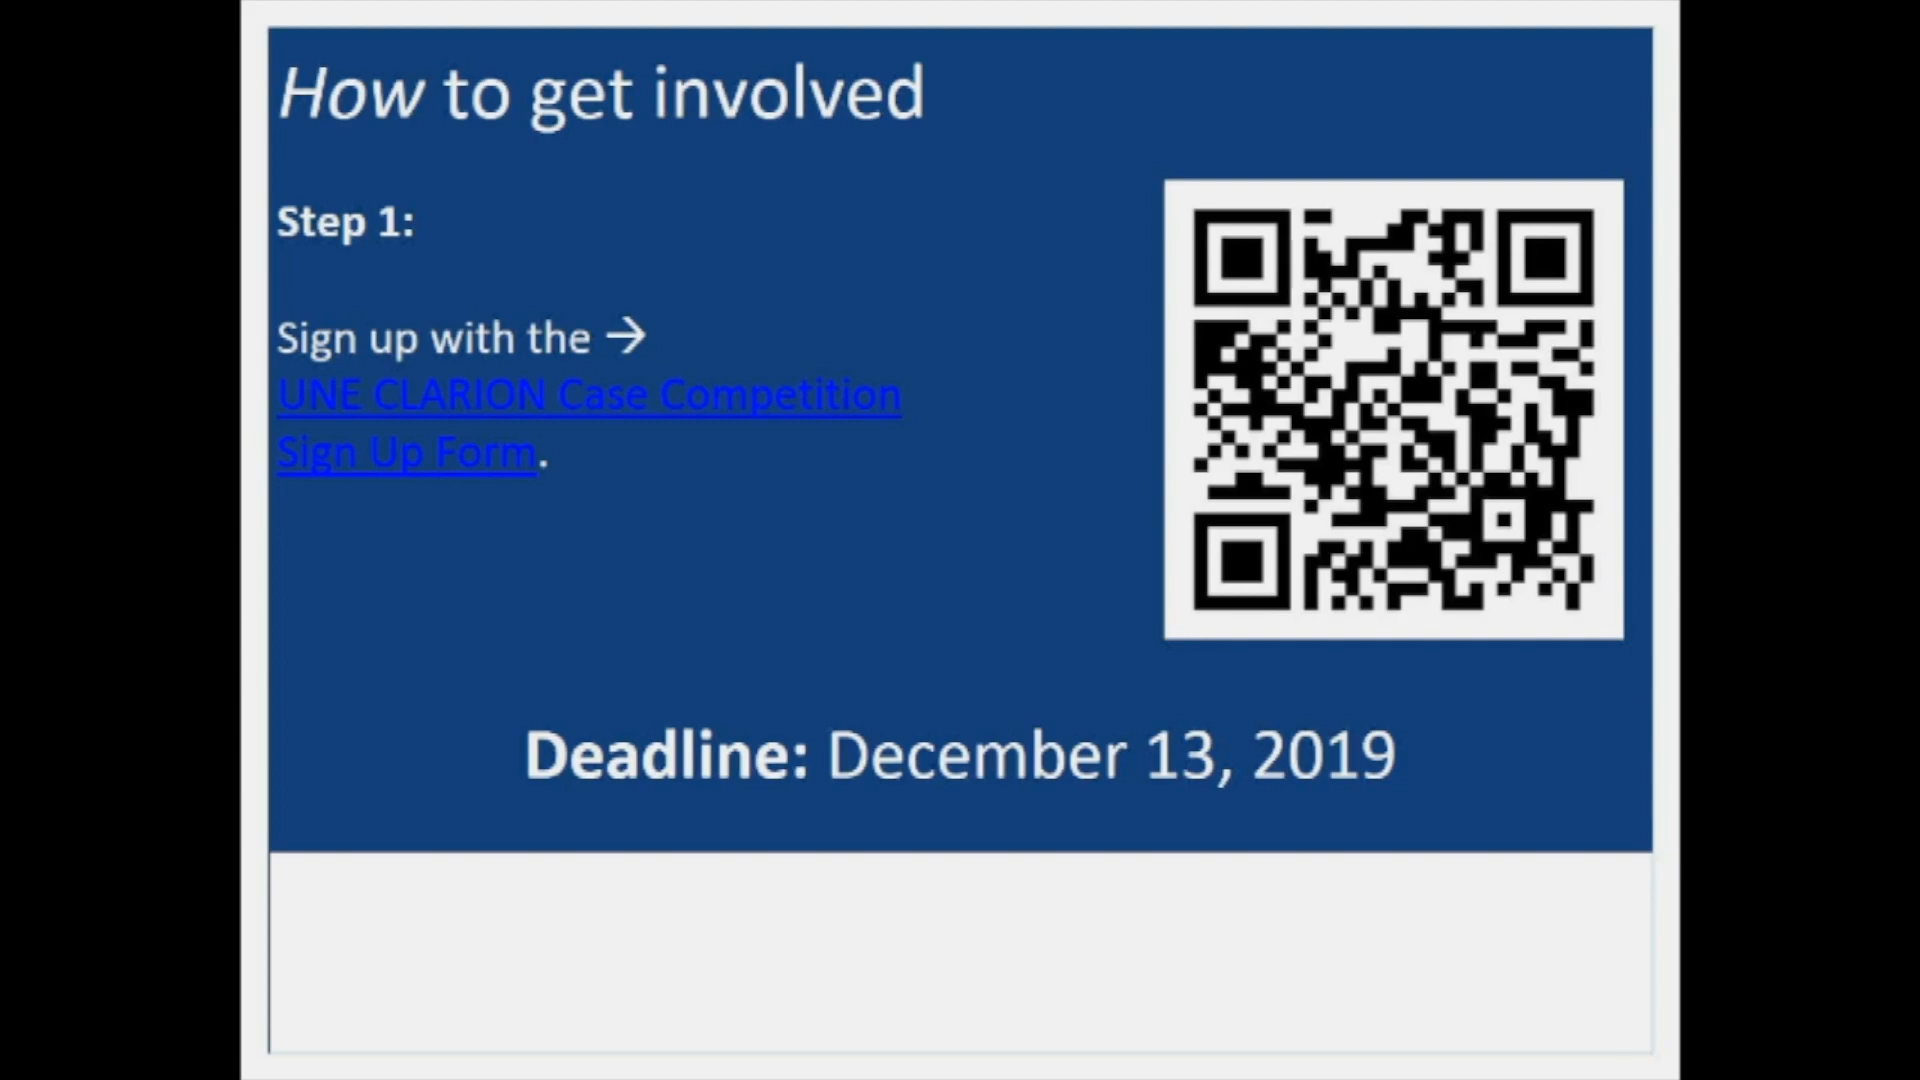 How to get involved
Step 1:
Sign up with the →
UNE CLARION Case Competition
Sign Up Form.
Deadline: December 13, 2019